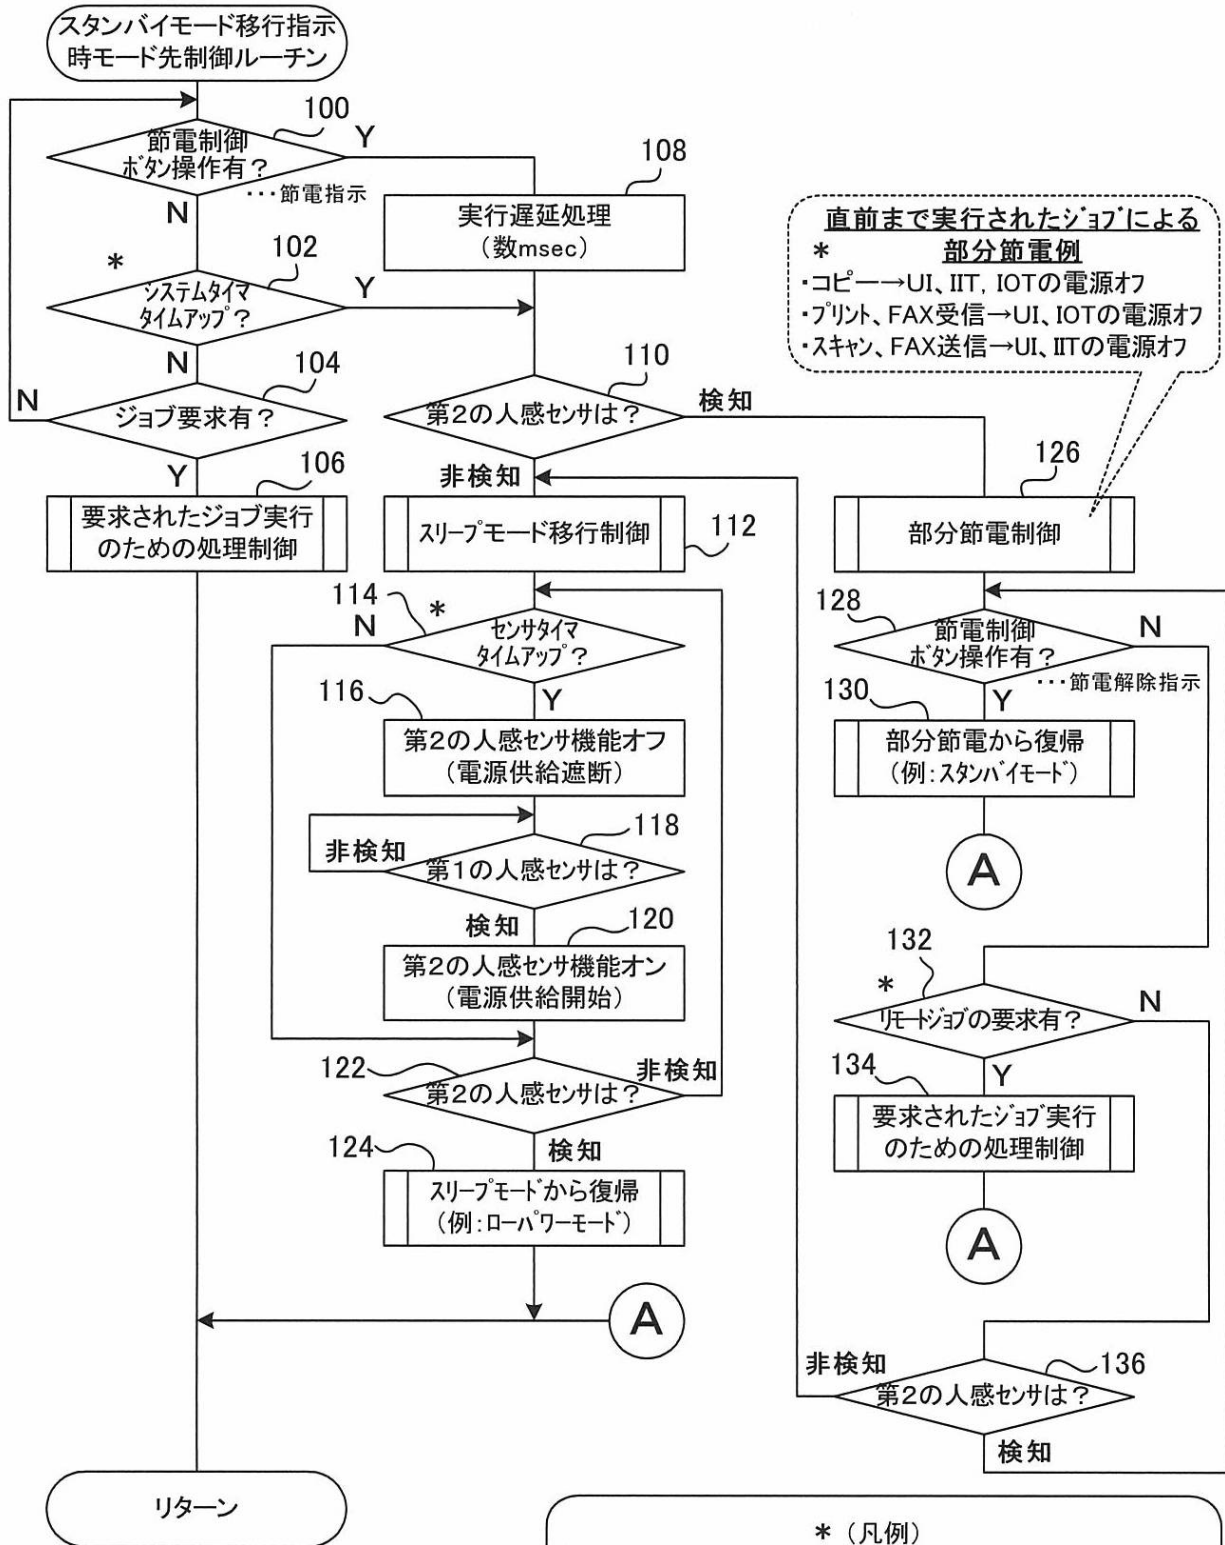 スタンバイモード移行指示
時モード先制御ルーチン
100
節電制御
ボタン操作有？
Y
･･･節電指示
N
108
実行遅延処理
（数msec）
*
102
システムタイマ
タイムアップ？
Y
N
104
ジョブ要求有？
N
Y
106
要求されたジョブ実行
のための処理制御
直前まで実行されたジョブによる
*　部分節電例
・コピー→UI、IIT, IOTの電源オフ
・プリント、FAX受信→UI、IOTの電源オフ
・スキャン、FAX送信→UI、IITの電源オフ
110
第2の人感センサは？
検知
非検知
スリープモード移行制御
112
126
部分節電制御
114
*
N
センサタイマ
タイムアップ？
Y
116
第2の人感センサ機能オフ
（電源供給遮断）
118
非検知
第1の人感センサは？
検知
120
第2の人感センサ機能オン
（電源供給開始）
122
第2の人感センサは？
非検知
検知
124
スリープモードから復帰
（例：ローパワーモード）
A
128
節電制御
ボタン操作有？
N
･･･節電解除指示
Y
130
部分節電から復帰
（例：スタンバイモード）
A
132
*
リモートジョブの要求有？
N
Y
134
要求されたジョブ実行
のための処理制御
A
136
第2の人感センサは？
非検知
検知
リターン
*（凡例）